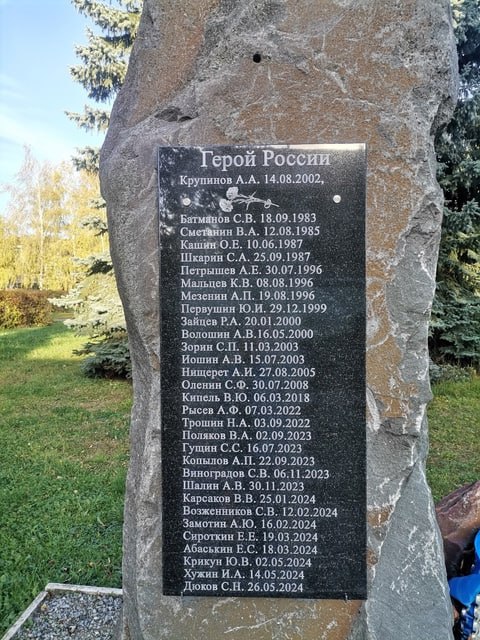 Герой России
Крупинов А.А. 14.08.2002,
Батманов С.В. 18.09.1983
Сметанин В.А. 12.08.1985
Кашин О.Е. 10.06.1987
Шкарин С.А. 25.09.1987
Петрышев А.Е. 30.07.1996
Мальцев К.В. 08.08.1996
Мезенин А.П. 19.08.1996
Первушин Ю.И. 29.12.1999
Зайцев Р.А. 20.01.2000
Волошин А.В.16.05.2000
Зорин С.П. 11.03.2003
Июшин А.В. 15.07.2003
Нищерет А.И. 27.08.2005
Оленин С.Ф. 30.07.2008
Кипель В.Ю. 06.03.2018
Рысев А.Ф. 07.03.2022
Трошин Н.А. 03.09.2022
Поляков В.А. 02.09.2023
Гущин С.С. 16.07.2023
Копылов А.П. 22.09.2023
Виноградов С.В. 06.11.2023
Шалин А.В. 30.11.2023
Карсаков В.В. 25.01.2024
Возженников С.В. 12.02.2024
Замотин А.Ю. 16.02.2024
Сироткин Е.Е. 19.03.2024
Абаськин Е.С. 18.03.2024
Крикун Ю.В. 02.05.2024
Хужин И.А. 14.05.2024
Дюков С.Н. 26.05.2024